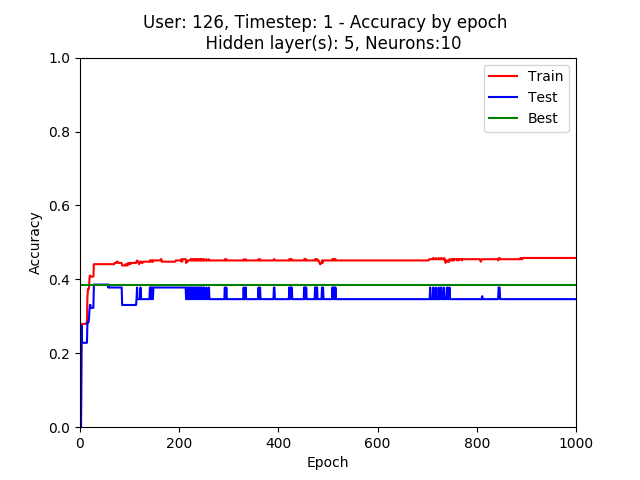 User: 126, Timestep: 1 - Accuracy by epoch
Hidden layer(s): 5, Neurons:10
1.0
0.8
0.6
0.4
0.2
0.0
Accuracy
Train
Test
Best
0
200
400
600
800
1000
Epoch